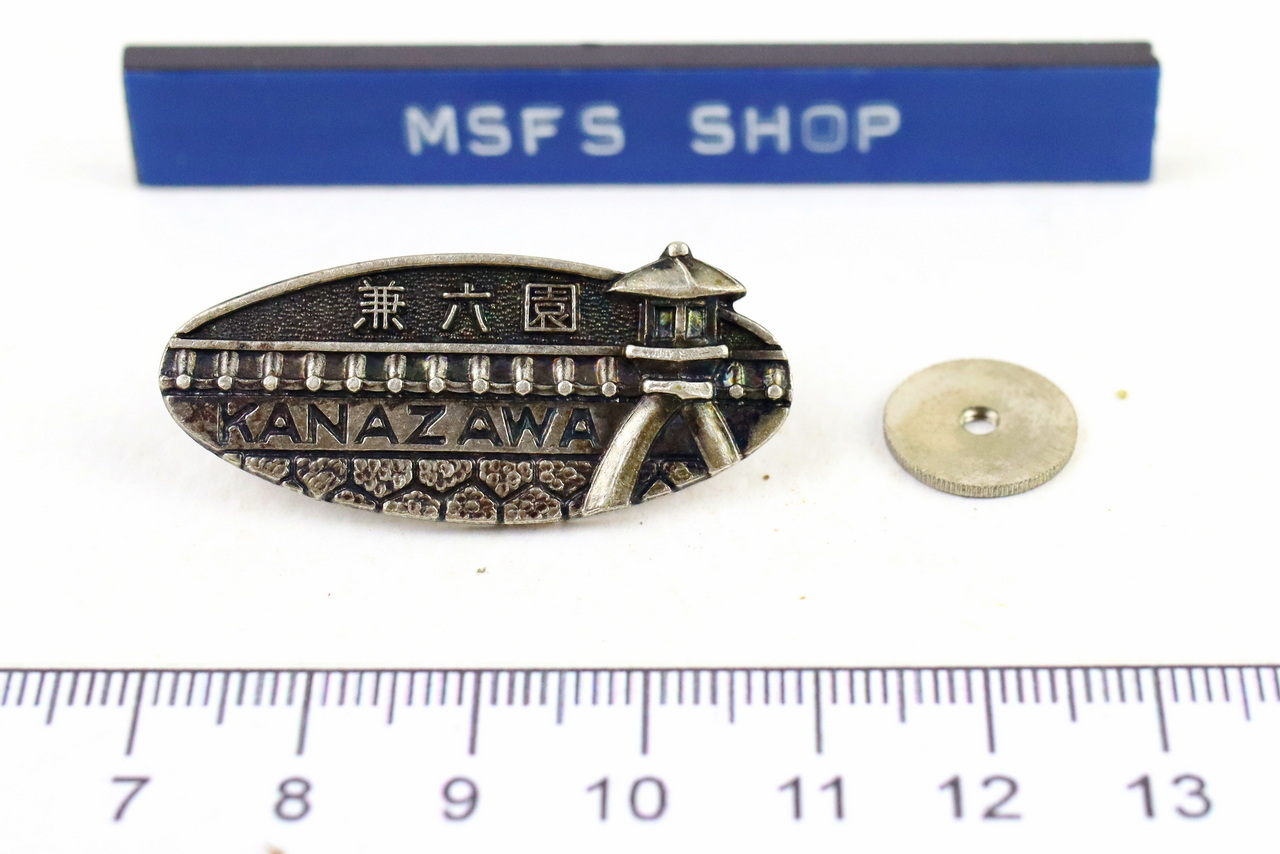 MSFS SHOP
兼六園
KANAZAWA
7 8 9 10 11 12 13